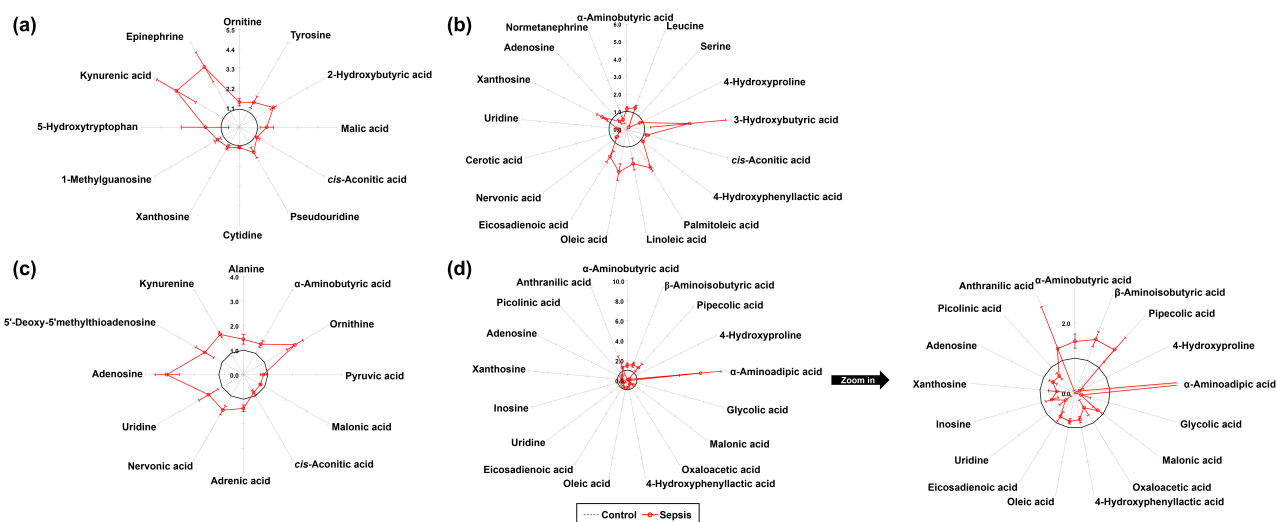 (a)
Ornitine
5.5
4.4
3.3
2.2
1.1
Tyrosine
2-Hydroxybutyric acid
Malic acid
cis-Aconitic acid
Pseudouridine
Cytidine
Xanthosine
1-Methylguanosine
5-Hydroxytryptophan
Kynurenic acid
Epinephrine
(b)
α-Aminobutyric acid
6.0
5.0
4.0
3.0
2.0
1.0
0.0
Leucine
Serine
4-Hydroxyproline
3-Hydroxybutyric acid
cis-Aconitic acid
4-Hydroxyphenyllactic acid
Palmitoleic acid
Linoleic acid
Oleic acid
Eicosadienoic acid
Nervonic acid
Cerotic acid
Uridine
Xanthosine
Adenosine
Normetanephrine
(c)
Alanine
4.0
3.0
2.0
1.0
0.0
α-Aminobutyric acid
Ornithine
Pyruvic acid
Malonic acid
cis-Aconitic acid
Adrenic acid
Nervonic acid
Uridine
Adenosine
5'-Deoxy-5'methylthioadenosine
Kynurenine
(d)
α-Aminobutyric acid
10.0
8.0
6.0
4.0
2.0
0.0
β-Aminoisobutyric acid
Pipecolic acid
4-Hydroxyproline
α-Aminoadipic acid
Glycolic acid
Malonic acid
Oxaloacetic acid
4-Hydroxyphenyllactic acid
Oleic acid
Eicosadienoic acid
Uridine
Inosine
Xanthosine
Adenosine
Picolinic acid
Anthranilic acid
Zoom in
α-Aminobutyric acid
2.0
0.0
β-Aminoisobutyric acid
Pipecolic acid
4-Hydroxyproline
α-Aminoadipic acid
Glycolic acid
Malonic acid
Oxaloacetic acid
4-Hydroxyphenyllactic acid
Oleic acid
Eicosadienoic acid
Uridine
Inosine
Xanthosine
Adenosine
Picolinic acid
Anthranilic acid
Control Sepsis